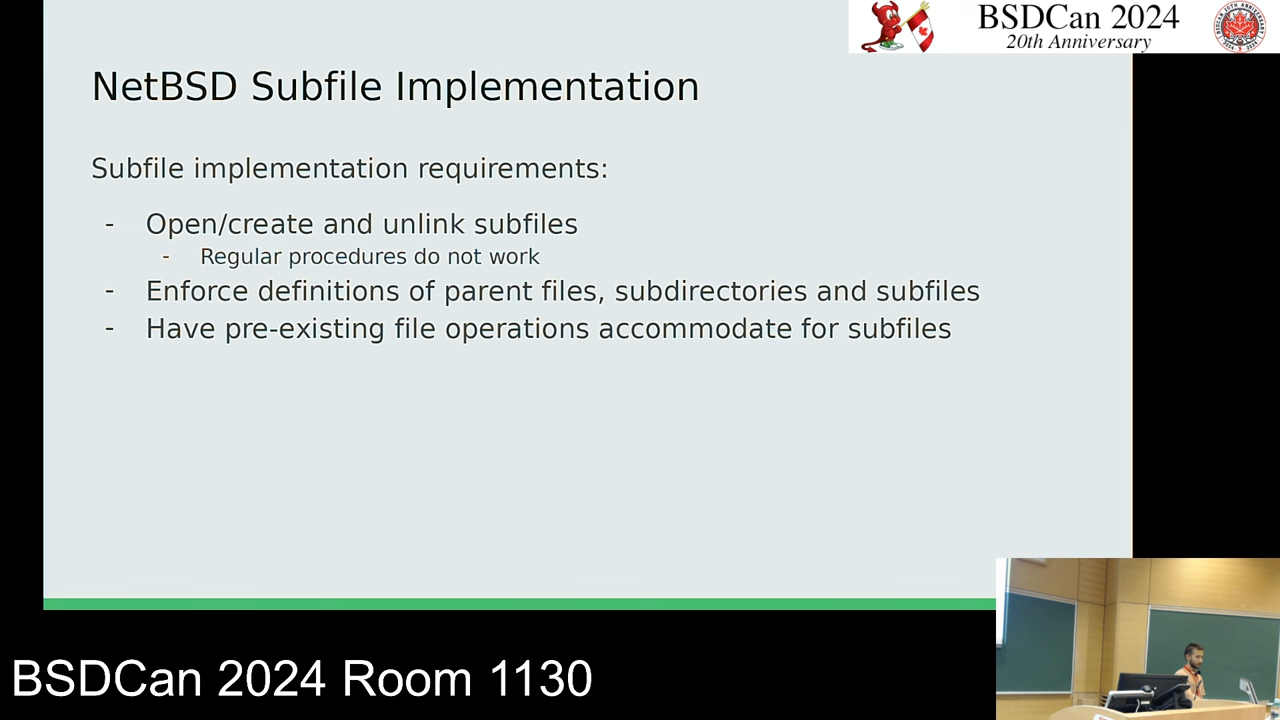 BSDCan 2024
20th Anniversary
NetBSD Subfile Implementation
Subfile implementation requirements:
- Open/create and unlink subfiles
- Regular procedures do not work
- Enforce definitions of parent files, subdirectories and subfiles
- Have pre-existing file operations accommodate for subfiles
BSDCan 2024 Room 1130